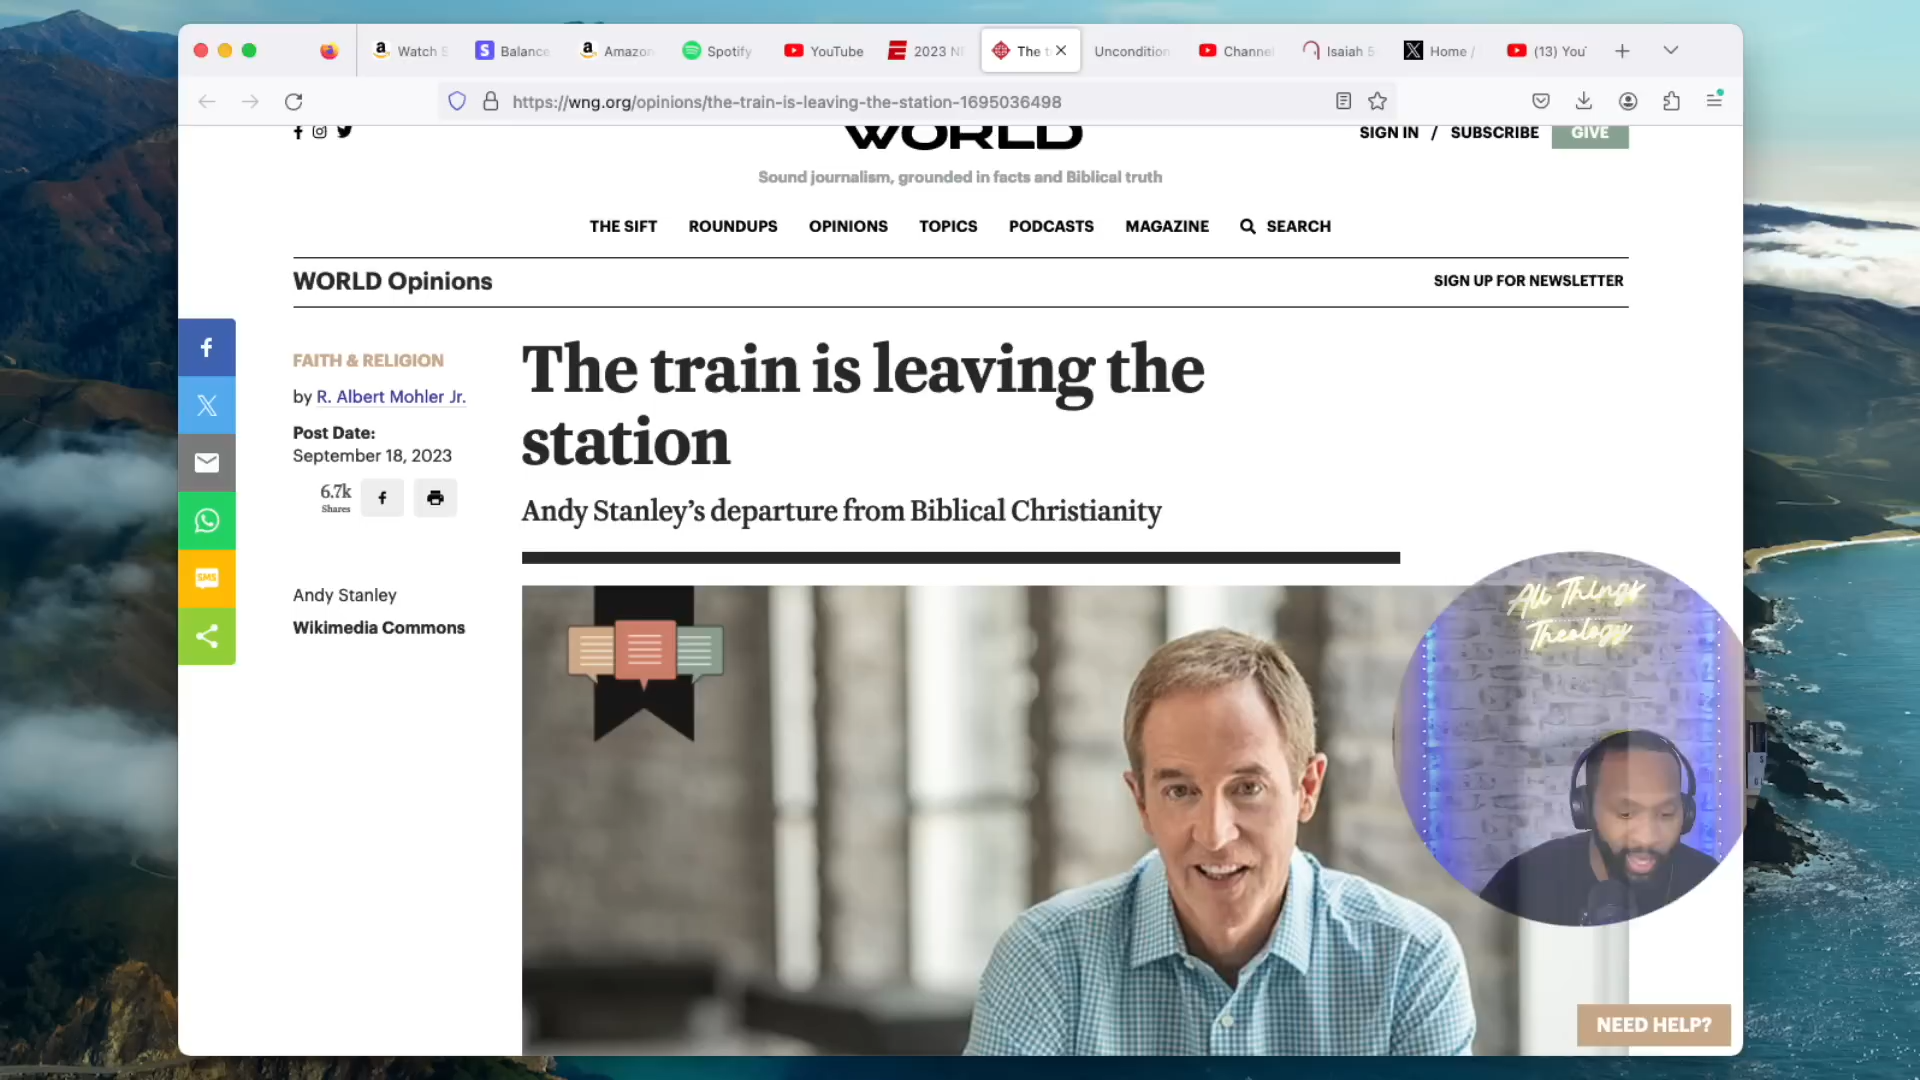 Watch S
Balance
Amazon
Spotify
YouTube
2023 N
The t
Uncondition
Channel
Isaiah 5
Home /
(13) You
https://wng.org/opinions/the-train-is-leaving-the-station-1695036498
WORLD
SIGN IN / SUBSCRIBE GIVE
Sound journalism, grounded in facts and Biblical truth
THE SIFT ROUNDUPS OPINIONS TOPICS PODCASTS MAGAZINE SEARCH
WORLD Opinions
SIGN UP FOR NEWSLETTER
FAITH & RELIGION
by R. Albert Mohler Jr.
Post Date:
September 18, 2023
6.7k
Shares
The train is leaving the
station
Andy Stanley’s departure from Biblical Christianity
SMS
Andy Stanley
Wikimedia Commons
All Things
Theology
NEED HELP?